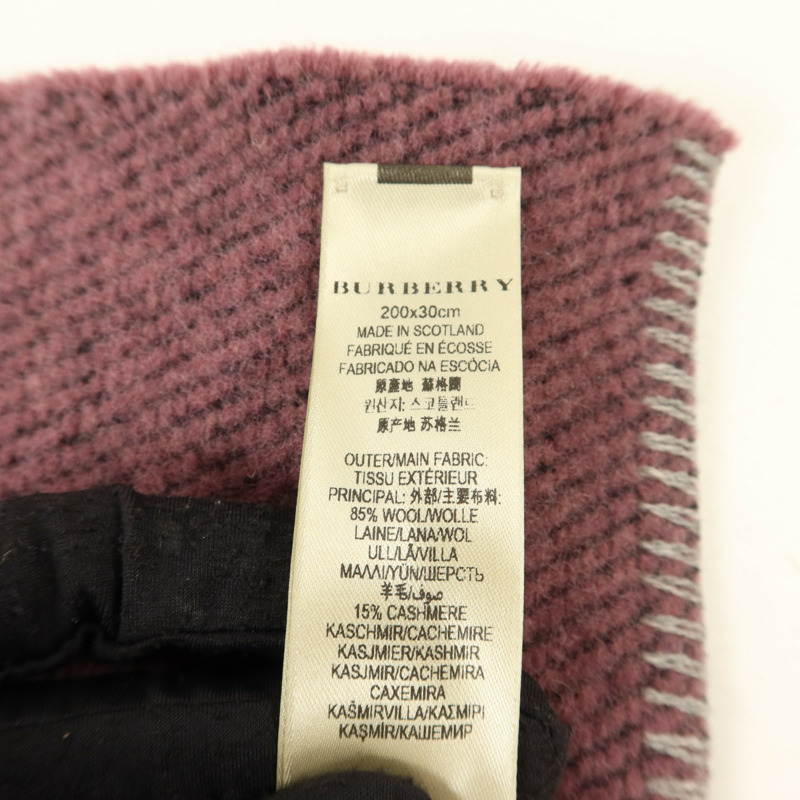 BURBERRY
200x30cm
MADE IN SCOTLAND
FABRIQUÉ EN ÉCOSSE
FABRICADO NA ESCÓCIA
原產地 蘇格蘭
원산지: 스코틀랜드
原产地 苏格兰
OUTER/MAIN FABRIC:
TISSU EXTÉRIEUR
PRINCIPAL: 外部/主要布料:
85% WOOL/WOLLE
LAINE/LANA/WOL
ULL/LÃ/VILLA
ΜΑΛΛΙ/YÜN/ШЕРСТЬ
羊毛/صوف
15% CASHMERE
KASCHMIR/CACHEMIRE
KASJMIER/KASHMIR
KASJMIR/CACHEMIRA
CAXEMIRA
KAŠMIRVILLA/ΚΑΣΜΙΡΙ
KAŞMİR/КАШЕМИР